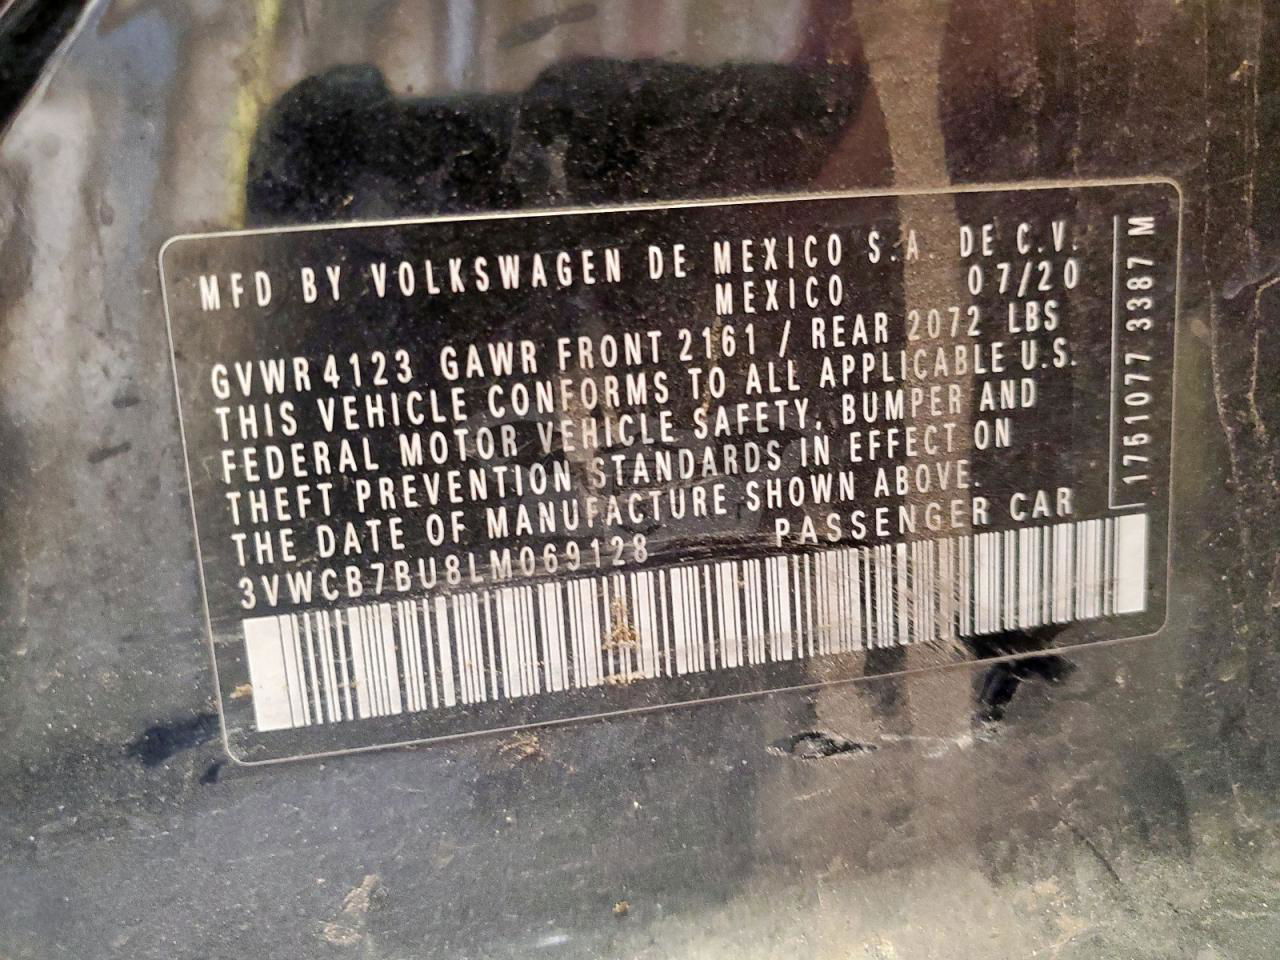 MFD BY VOLKSWAGEN DE MEXICO S.A. DE C.V.
MEXICO 07/20
GVWR 4123 GAWR FRONT 2161 / REAR 2072 LBS
THIS VEHICLE CONFORMS TO ALL APPLICABLE U.S.
FEDERAL MOTOR VEHICLE SAFETY, BUMPER AND
THEFT PREVENTION STANDARDS IN EFFECT ON
THE DATE OF MANUFACTURE SHOWN ABOVE.
3VWCB7BU8LM069128 PASSENGER CAR
1751077 3387 M